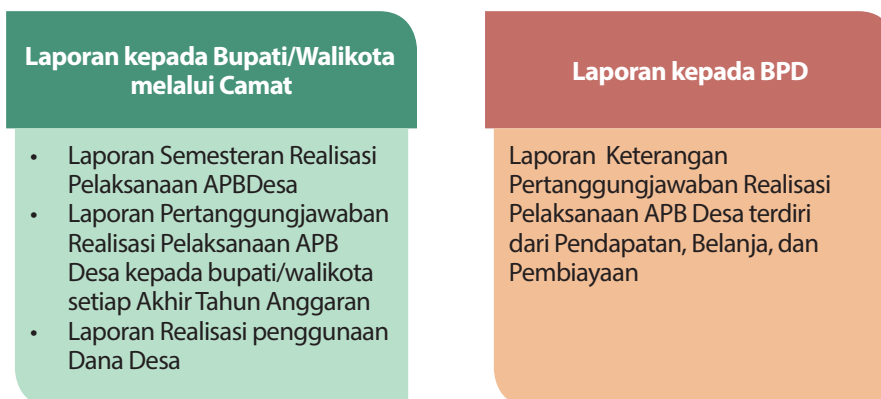 Laporan kepada Bupati/Walikota
melalui Camat
• Laporan Semesteran Realisasi
Pelaksanaan APBDesa
• Laporan Pertanggungjawaban
Realisasi Pelaksanaan APB
Desa kepada bupati/walikota
setiap Akhir Tahun Anggaran
• Laporan Realisasi penggunaan
Dana Desa
Laporan kepada BPD
Laporan Keterangan
Pertanggungjawaban Realisasi
Pelaksanaan APB Desa terdiri
dari Pendapatan, Belanja, dan
Pembiayaan